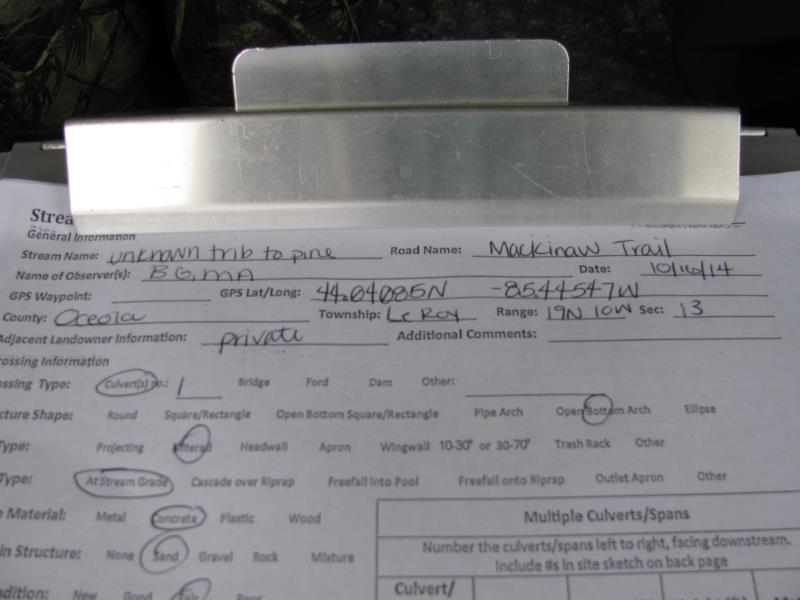 Strea
General Information
Stream Name: unknown trib to pine Road Name: Mackinaw Trail
Name of Observer(s): BG, MA Date: 10/16/14
GPS Waypoint: GPS Lat/Long: 44.04085N -85.44547W
County: Oceola Township: Le Roy Range: 19N 10W Sec: 13
Adjacent Landowner Information: private Additional Comments:
rossing Information
ssing Type: Culvert(s) no.: 1 Bridge Ford Dam Other:
cture Shape: Round Square/Rectangle Open Bottom Square/Rectangle Pipe Arch Open Bottom Arch Ellipse
Type: Projecting Mitered Headwall Apron Wingwall 10-30° or 30-70° Trash Rack Other
Type: At Stream Grade Cascade over Riprap Freefall into Pool Freefall onto Riprap Outlet Apron Other
e Material: Metal Concrete Plastic Wood
Multiple Culverts/Spans
in Structure: None Sand Gravel Rock Mixture
Number the culverts/spans left to right, facing downstream.
Include #s in site sketch on back page
ndition: New Good Fair Poor
Culvert/